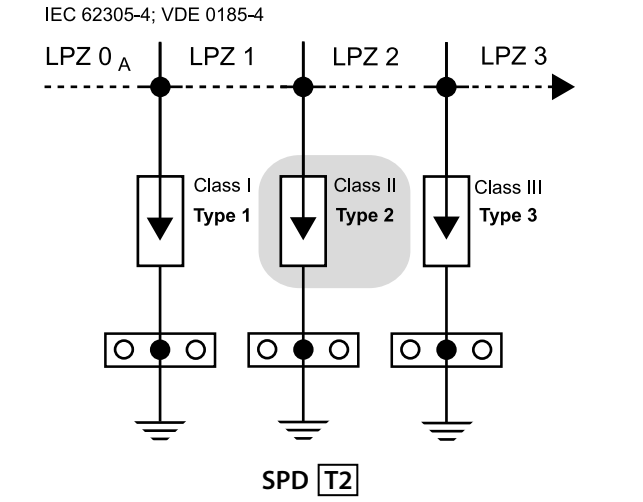 IEC 62305-4; VDE 0185-4
LPZ 0 A LPZ 1 LPZ 2 LPZ 3
Class I
Type 1
Class II
Type 2
Class III
Type 3
SPD T2